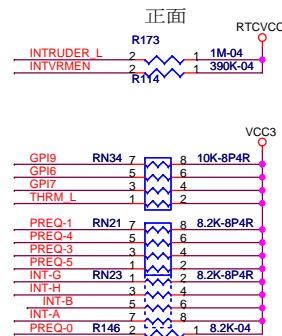 正面
RTCVCC
R173
INTRUDER_L 2 1 1M-04
INTVRMEN 2 1 390K-04
R114
VCC3
GPI9 RN34 7 8 10K-8P4R
GPI6 5 6
GPI7 3 4
THRM_L 1 2
PREQ-1 RN21 7 8 8.2K-8P4R
PREQ-4 5 6
PREQ-3 3 4
PREQ-5 1 2
INT-G RN23 1 2 8.2K-8P4R
INT-H 3 4
INT-B 5 6
INT-A 7 8
PREQ-0 R146 2 1 8.2K-04